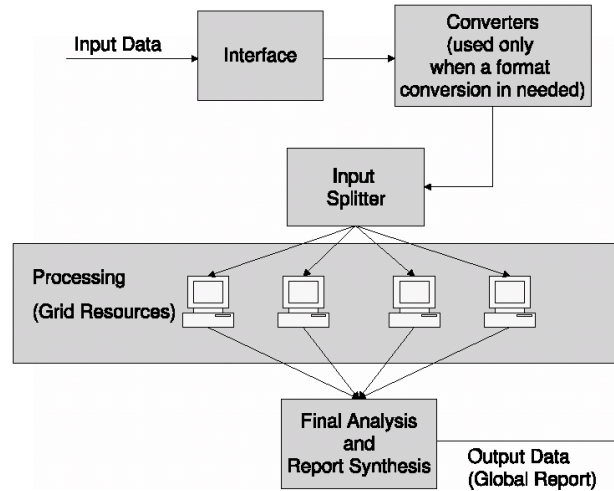 Input Data
Interface
Converters
(used only
when a format
conversion in needed)
Input
Splitter
Processing
(Grid Resources)
Final Analysis
and
Report Synthesis
Output Data
(Global Report)